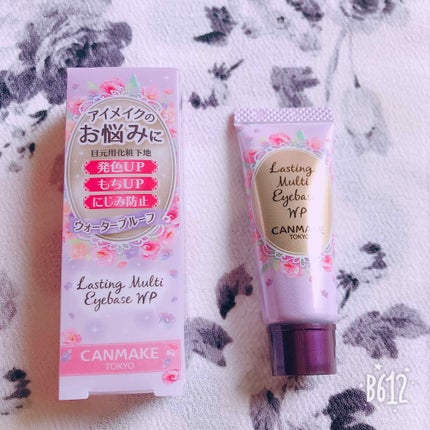 アイメイクの
お悩みに
目元用化粧下地
発色UP
もちUP
にじみ防止
ウォータープルーフ
Lasting Multi
Eyebase WP
CANMAKE
TOKYO
Lasting
Multi
Eyebase
WP
CANMAKE
TOKYO
B612